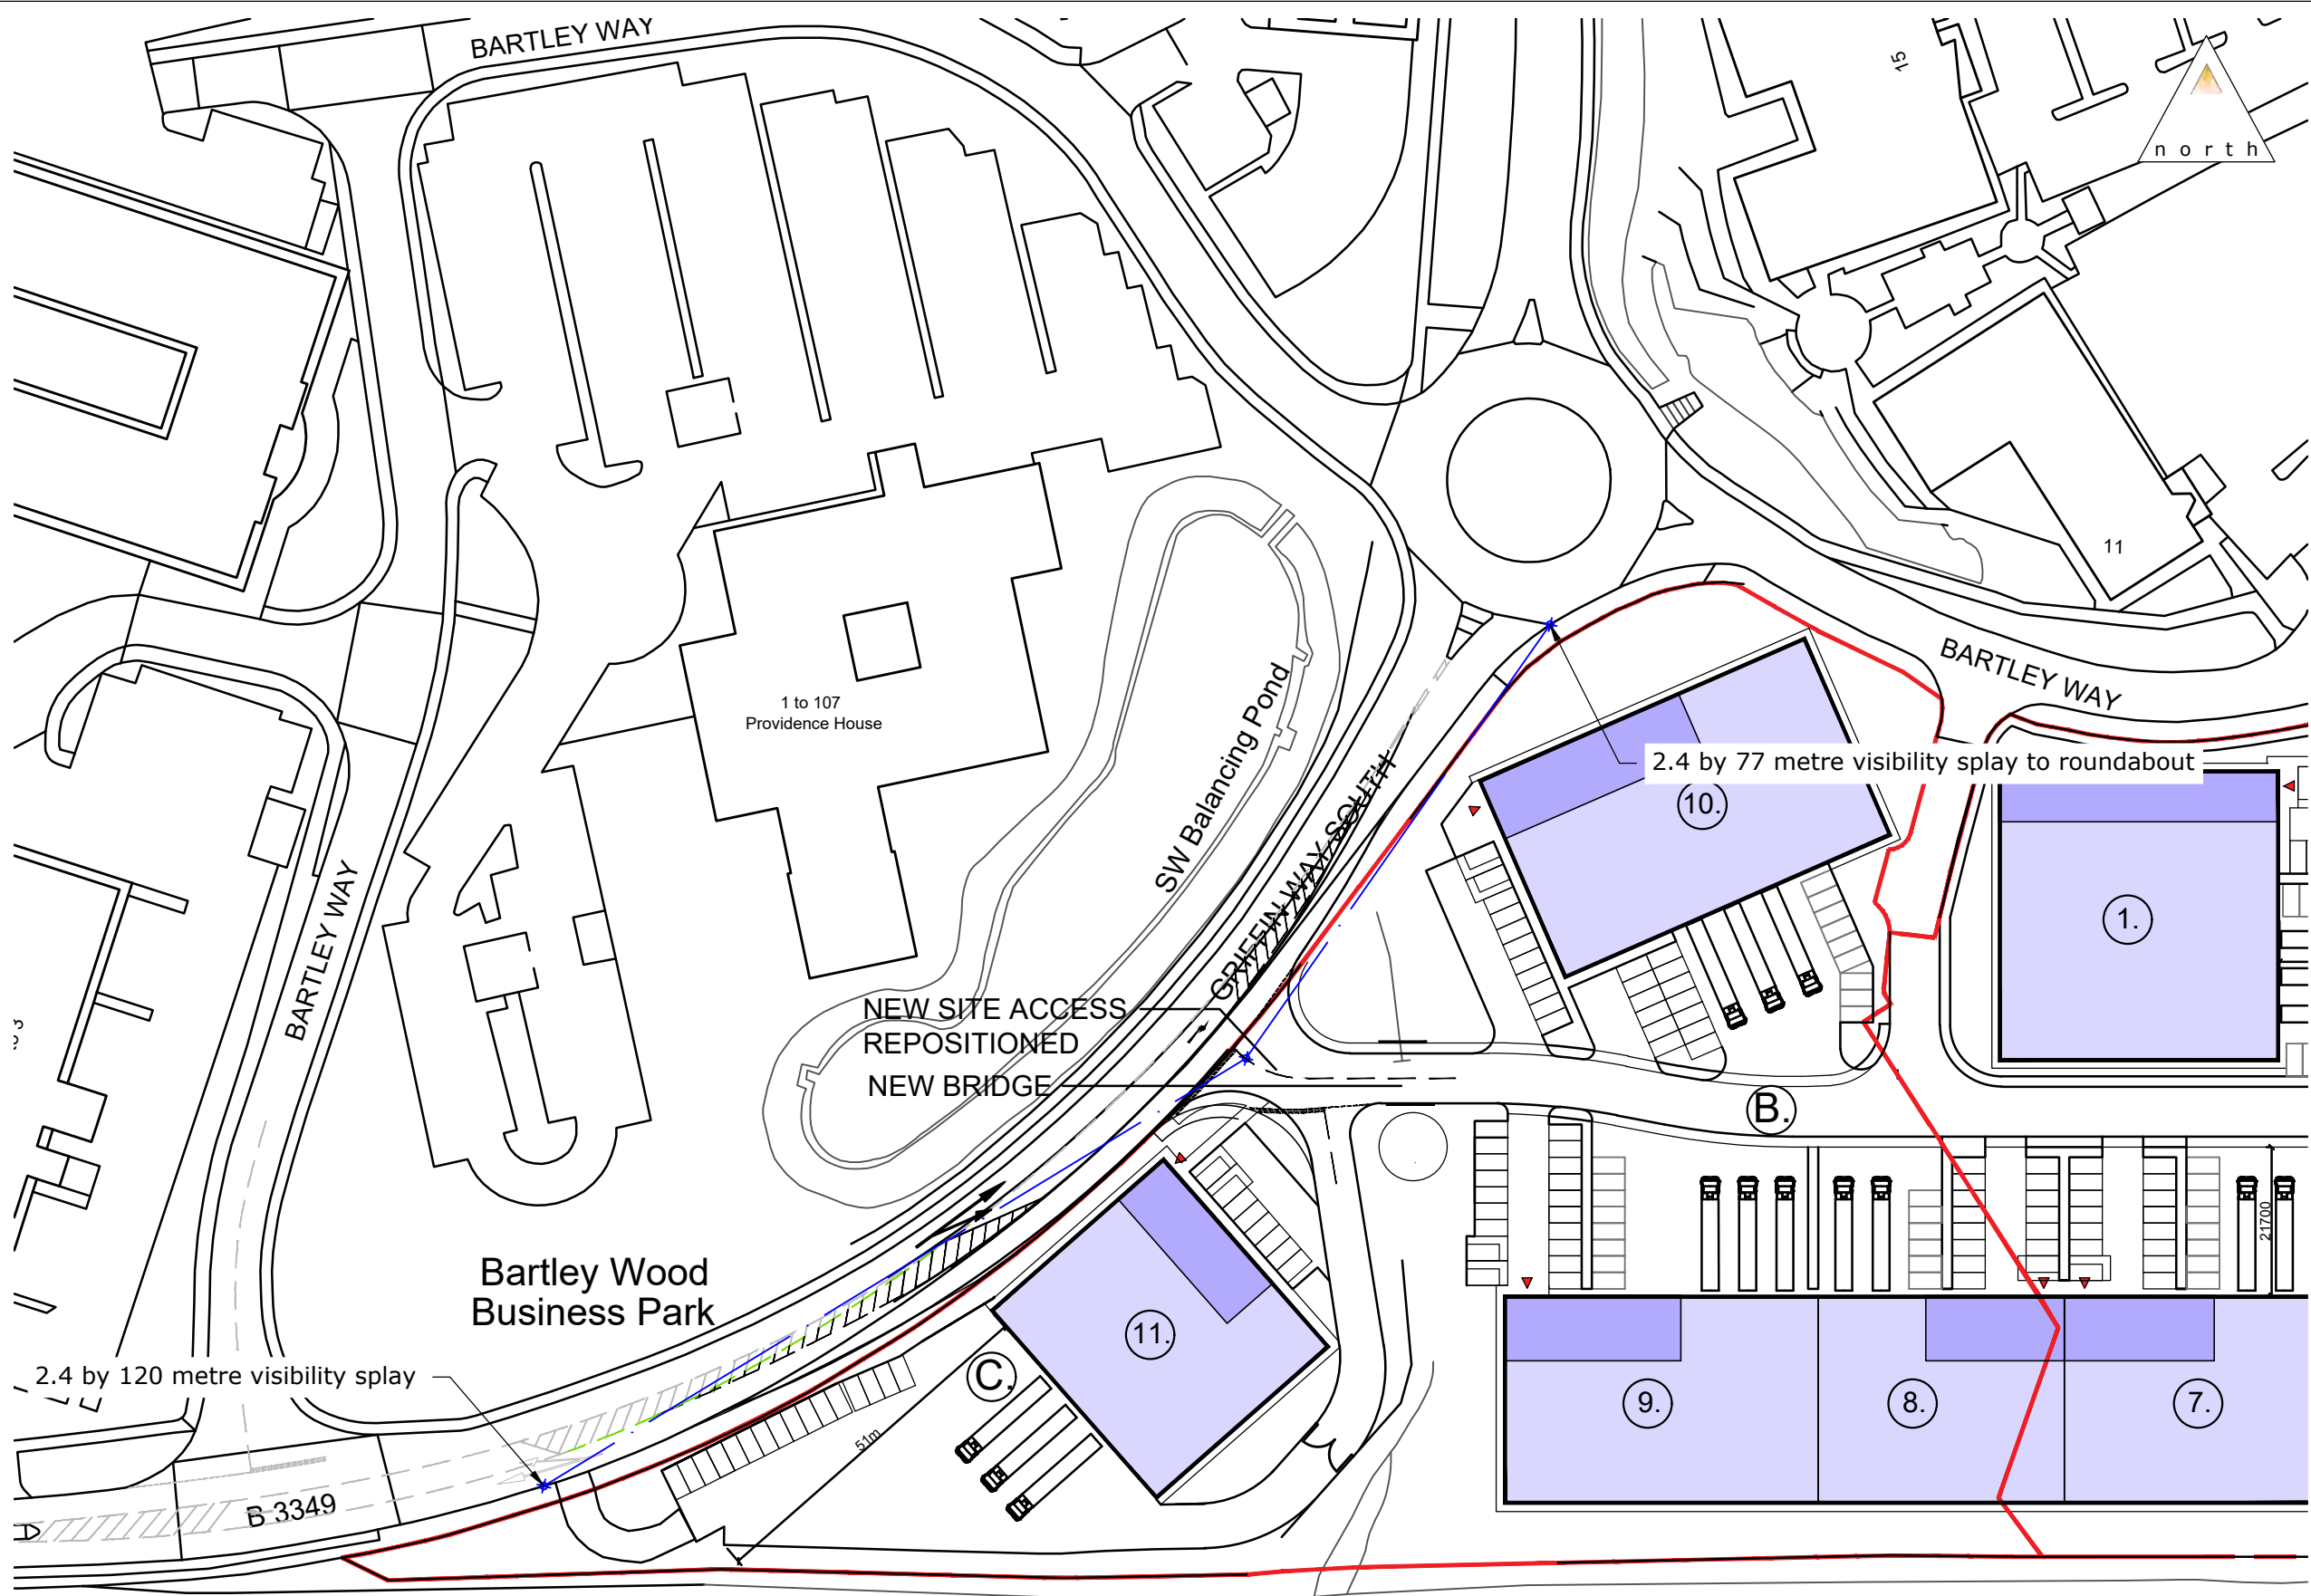 BARTLEY WAY
15
north
11
BARTLEY WAY
1 to 107
Providence House
SW Balancing Pond
GRIFFIN WAY SOUTH
2.4 by 77 metre visibility splay to roundabout
10.
1.
BARTLEY WAY
NEW SITE ACCESS
REPOSITIONED
NEW BRIDGE
B.
21700
Bartley Wood
Business Park
11.
C.
2.4 by 120 metre visibility splay
51m
9.
8.
7.
B 3349